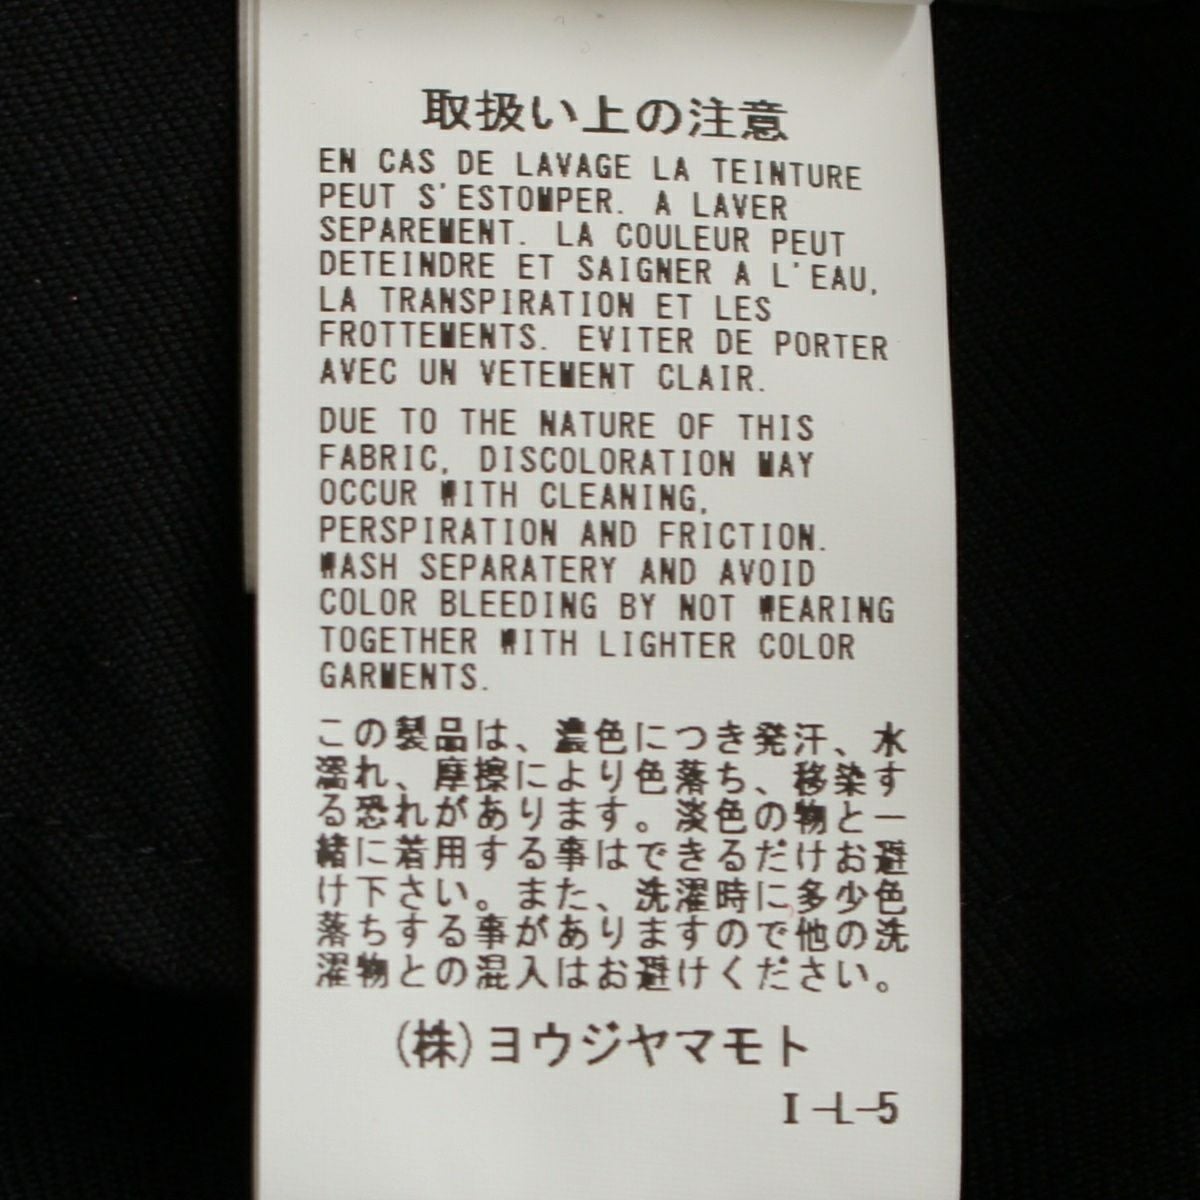 取扱い上の注意
EN CAS DE LAVAGE LA TEINTURE
PEUT S'ESTOMPER. A LAVER
SEPAREMENT. LA COULEUR PEUT
DETEINDRE ET SAIGNER A L'EAU,
LA TRANSPIRATION ET LES
FROTTEMENTS. EVITER DE PORTER
AVEC UN VETEMENT CLAIR.
DUE TO THE NATURE OF THIS
FABRIC, DISCOLORATION MAY
OCCUR WITH CLEANING,
PERSPIRATION AND FRICTION.
WASH SEPARATERY AND AVOID
COLOR BLEEDING BY NOT WEARING
TOGETHER WITH LIGHTER COLOR
GARMENTS.
この製品は、濃色につき発汗、水
濡れ、摩擦により色落ち、移染す
る恐れがあります。淡色の物と一
緒に着用する事はできるだけお避
け下さい。また、洗濯時に多少色
落ちする事がありますので他の洗
濯物との混入はお避けください。
(株)ヨウジヤマモト
I-L-5